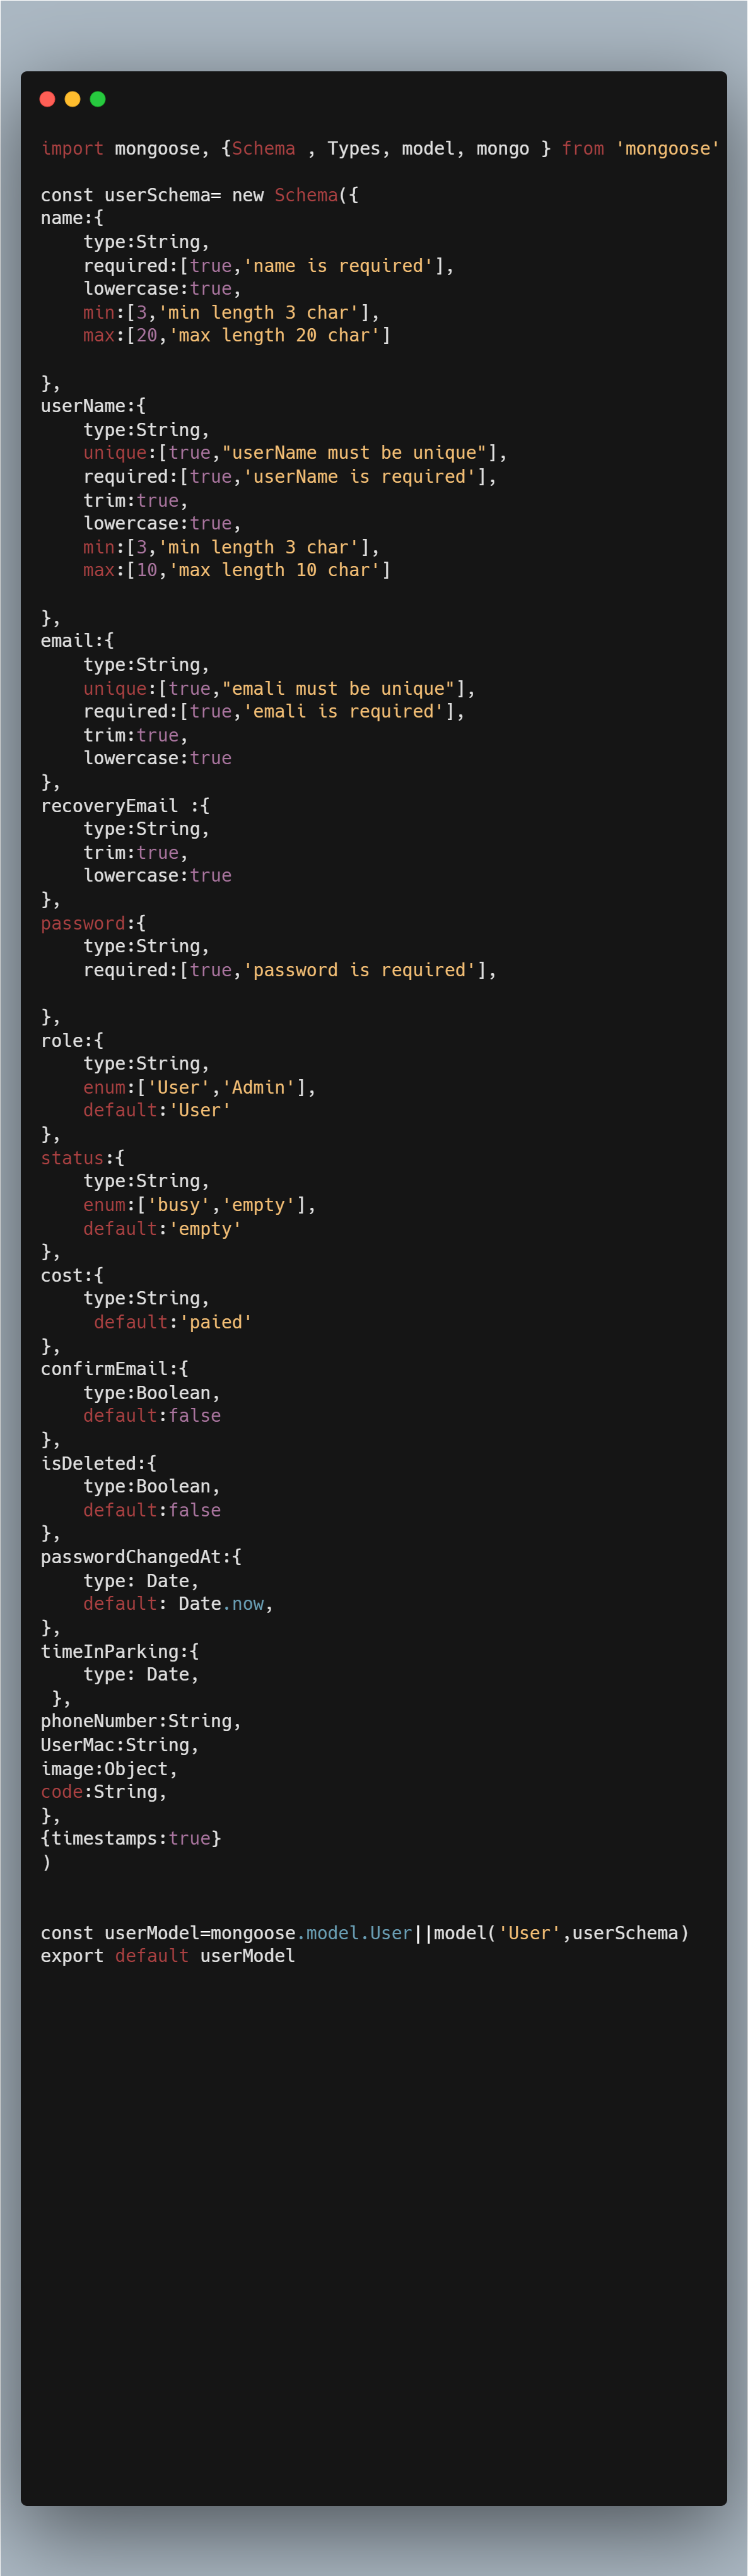 import mongoose, {Schema , Types, model, mongo } from 'mongoose'
const userSchema= new Schema({
name:{
    type:String,
    required:[true,'name is required'],
    lowercase:true,
    min:[3,'min length 3 char'],
    max:[20,'max length 20 char']
},
userName:{
    type:String,
    unique:[true,"userName must be unique"],
    required:[true,'userName is required'],
    trim:true,
    lowercase:true,
    min:[3,'min length 3 char'],
    max:[10,'max length 10 char']
},
email:{
    type:String,
    unique:[true,"emali must be unique"],
    required:[true,'emali is required'],
    trim:true,
    lowercase:true
},
recoveryEmail :{
    type:String,
    trim:true,
    lowercase:true
},
password:{
    type:String,
    required:[true,'password is required'],
},
role:{
    type:String,
    enum:['User','Admin'],
    default:'User'
},
status:{
    type:String,
    enum:['busy','empty'],
    default:'empty'
},
cost:{
    type:String,
     default:'paied'
},
confirmEmail:{
    type:Boolean,
    default:false
},
isDeleted:{
    type:Boolean,
    default:false
},
passwordChangedAt:{
    type: Date,
    default: Date.now,
},
timeInParking:{
    type: Date,
 },
phoneNumber:String,
UserMac:String,
image:Object,
code:String,
},
{timestamps:true}
)
const userModel=mongoose.model.User||model('User',userSchema)
export default userModel